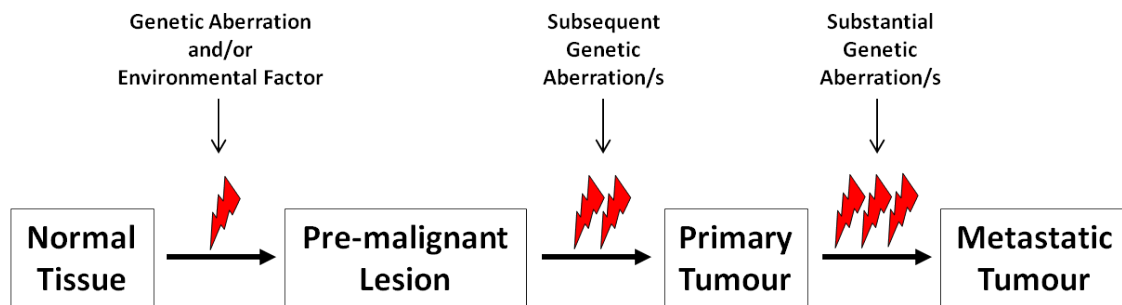 Genetic Aberration
and/or
Environmental Factor
Subsequent
Genetic
Aberration/s
Substantial
Genetic
Aberration/s
Normal
Tissue
Pre-malignant
Lesion
Primary
Tumour
Metastatic
Tumour